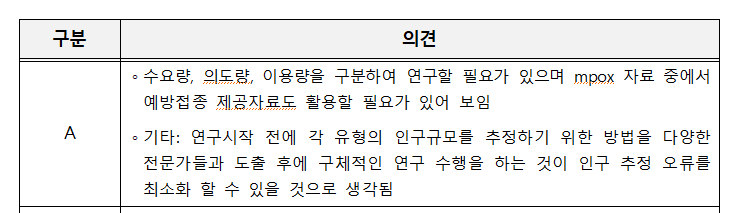 구분 의견
A
◦ 수요량, 의도량, 이용량을 구분하여 연구할 필요가 있으며 mpox 자료 중에서
예방접종 제공자료도 활용할 필요가 있어 보임
◦ 기타: 연구시작 전에 각 유형의 인구규모를 추정하기 위한 방법을 다양한
전문가들과 도출 후에 구체적인 연구 수행을 하는 것이 인구 추정 오류를
최소화 할 수 있을 것으로 생각됨